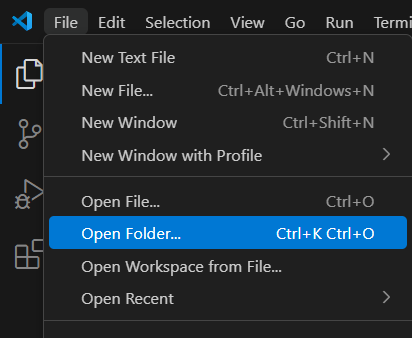 File Edit Selection View Go Run Termi
New Text File Ctrl+N
New File... Ctrl+Alt+Windows+N
New Window Ctrl+Shift+N
New Window with Profile
Open File... Ctrl+O
Open Folder... Ctrl+K Ctrl+O
Open Workspace from File...
Open Recent